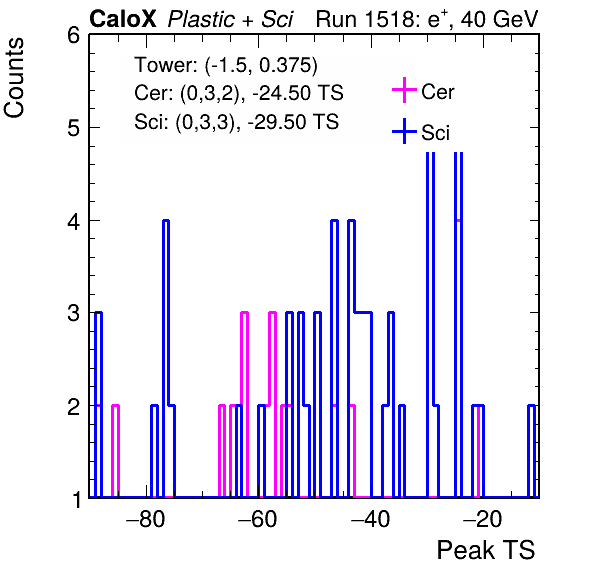 CaloX Plastic + Sci Run 1518: e+, 40 GeV
Counts
6
5
4
3
2
1
Tower: (-1.5, 0.375)
Cer: (0,3,2), -24.50 TS
Sci: (0,3,3), -29.50 TS
Cer
Sci
−80 −60 −40 −20
Peak TS